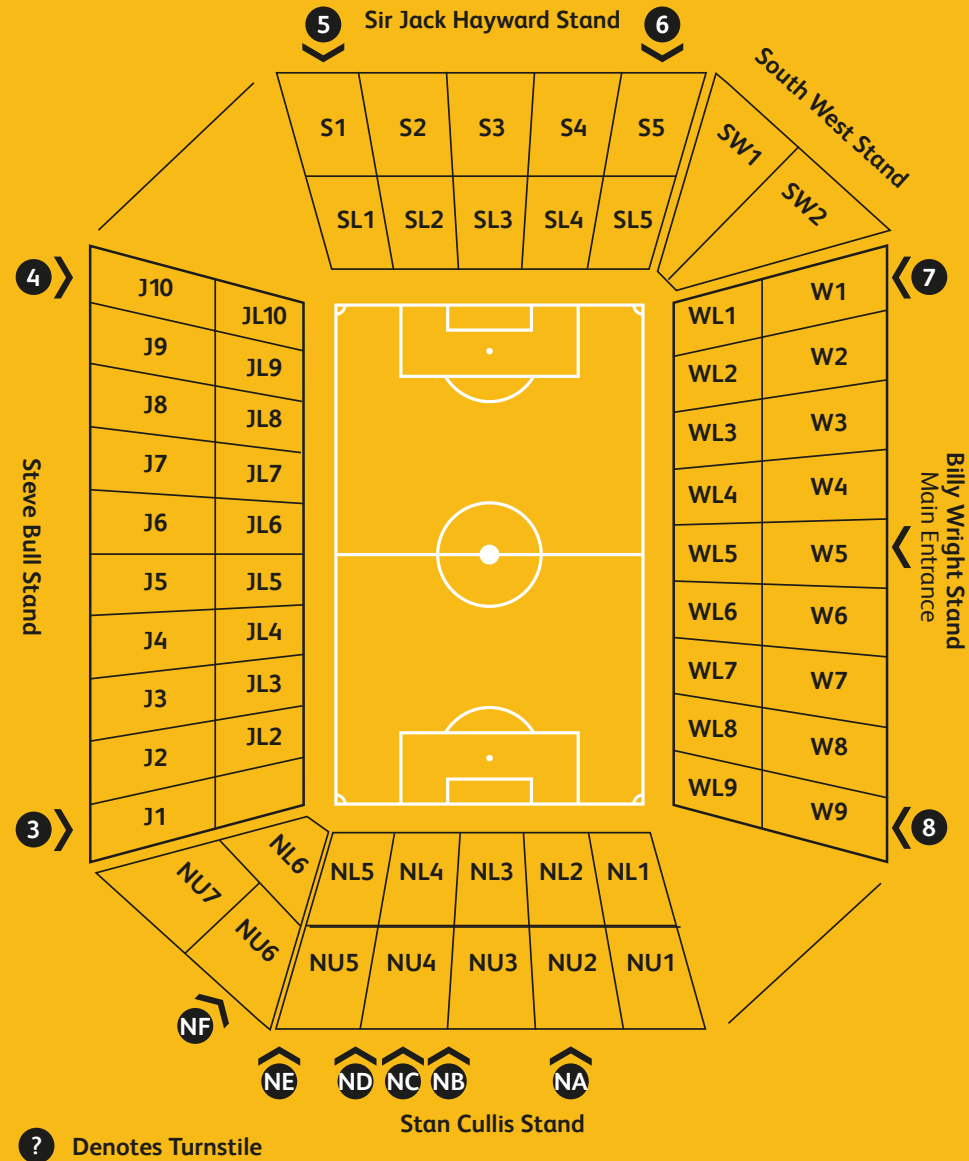 5 Sir Jack Hayward Stand 6
South West Stand
S1 S2 S3 S4 S5
SW1
SW2
SL1 SL2 SL3 SL4 SL5
4
7
J10
JL10
WL1
W1
J9
JL9
WL2
W2
J8
JL8
WL3
W3
J7
JL7
WL4
W4
J6
JL6
WL5
W5
J5
JL5
WL6
W6
J4
JL4
WL7
W7
J3
JL3
WL8
W8
J2
JL2
WL9
W9
J1
Steve Bull Stand
Billy Wright Stand
Main Entrance
3
8
NL6
NL5 NL4 NL3 NL2 NL1
NU7
NU6
NU5 NU4 NU3 NU2 NU1
NF
NE ND NC NB NA
Stan Cullis Stand
? Denotes Turnstile